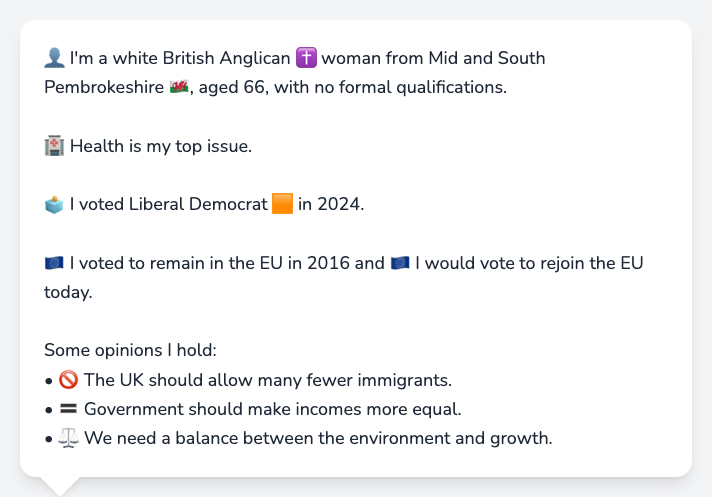 👤 I'm a white British Anglican ✝️ woman from Mid and South
Pembrokeshire 🏴󠁧󠁢󠁷󠁬󠁳󠁿, aged 66, with no formal qualifications.
🏥 Health is my top issue.
🗳️ I voted Liberal Democrat 🟧 in 2024.
🇪🇺 I voted to remain in the EU in 2016 and 🇪🇺 I would vote to rejoin the EU
today.
Some opinions I hold:
• 🚫 The UK should allow many fewer immigrants.
• 🟰 Government should make incomes more equal.
• ⚖️ We need a balance between the environment and growth.